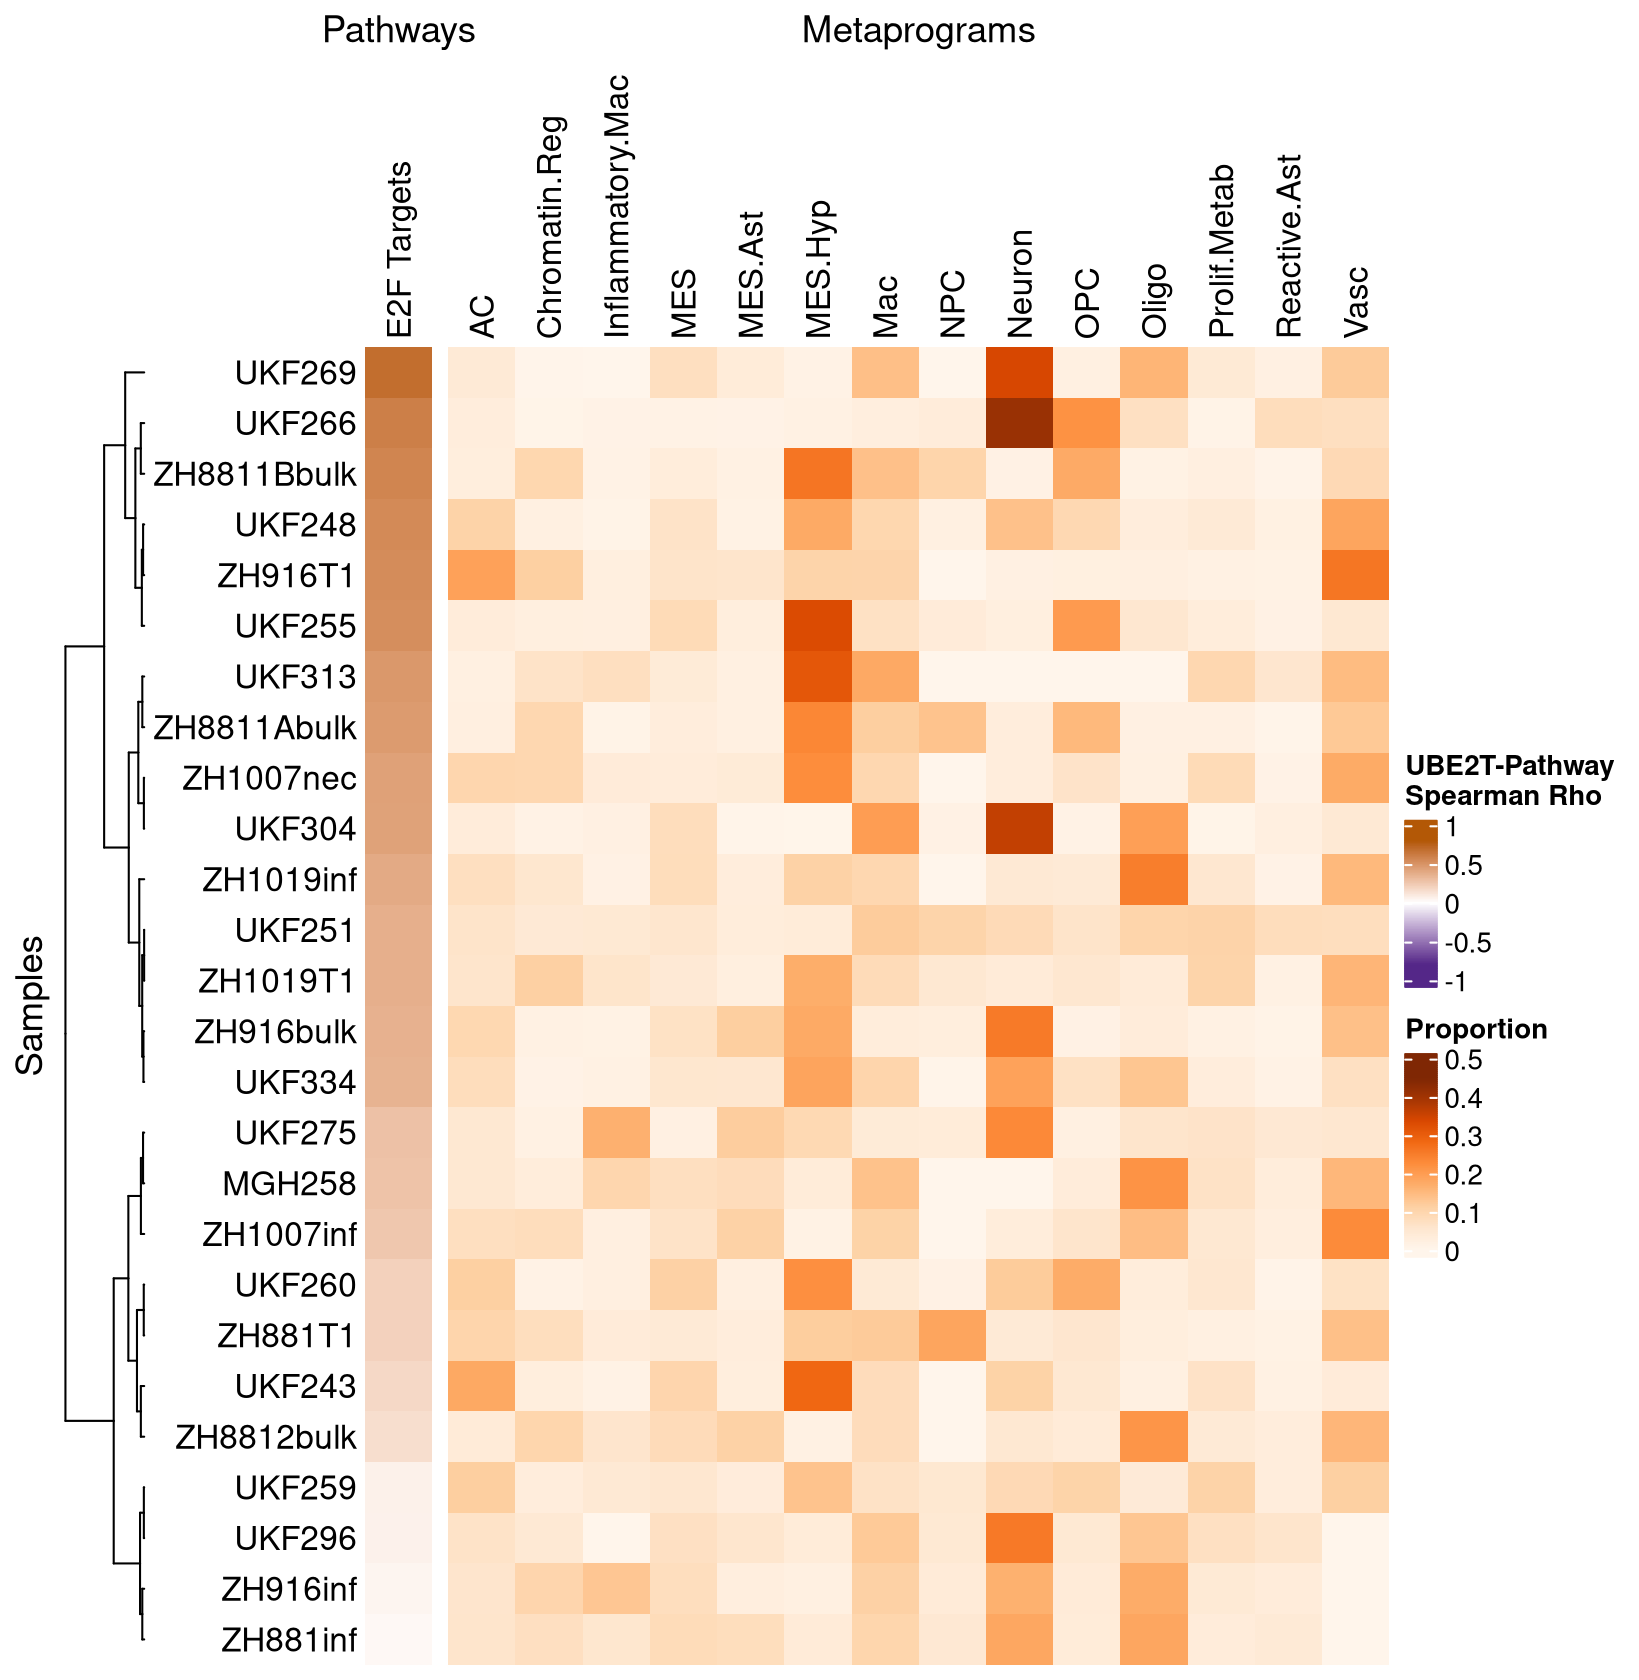 Pathways
Metaprograms
E2F Targets
AC
Chromatin.Reg
Inflammatory.Mac
MES
MES.Ast
MES.Hyp
Mac
NPC
Neuron
OPC
Oligo
Prolif.Metab
Reactive.Ast
Vasc
Samples
UKF269
UKF266
ZH8811Bbulk
UKF248
ZH916T1
UKF255
UKF313
ZH8811Abulk
ZH1007nec
UKF304
ZH1019inf
UKF251
ZH1019T1
ZH916bulk
UKF334
UKF275
MGH258
ZH1007inf
UKF260
ZH881T1
UKF243
ZH8812bulk
UKF259
UKF296
ZH916inf
ZH881inf
UBE2T-Pathway
Spearman Rho
1
0.5
0
-0.5
-1
Proportion
0.5
0.4
0.3
0.2
0.1
0